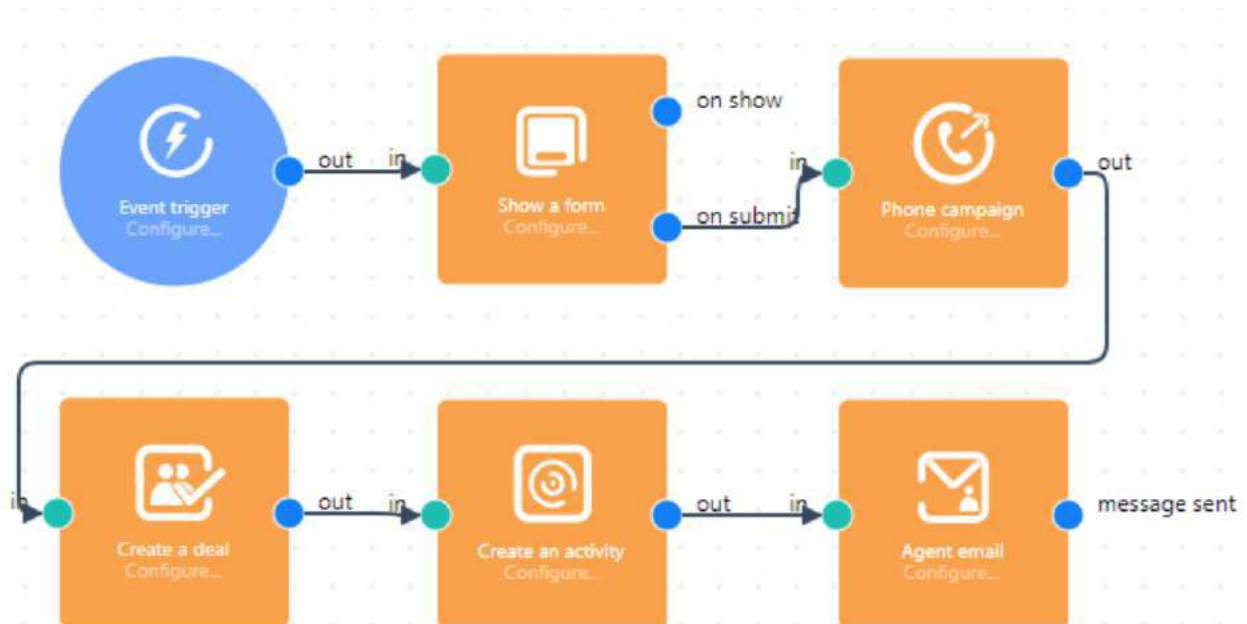 on show
out
in
in
out
Event trigger
Configure...
Show a form
Configure...
on submit
Phone campaign
Configure...
in
out
in
out
in
message sent
Create a deal
Configure...
Create an activity
Configure...
Agent email
Configure...